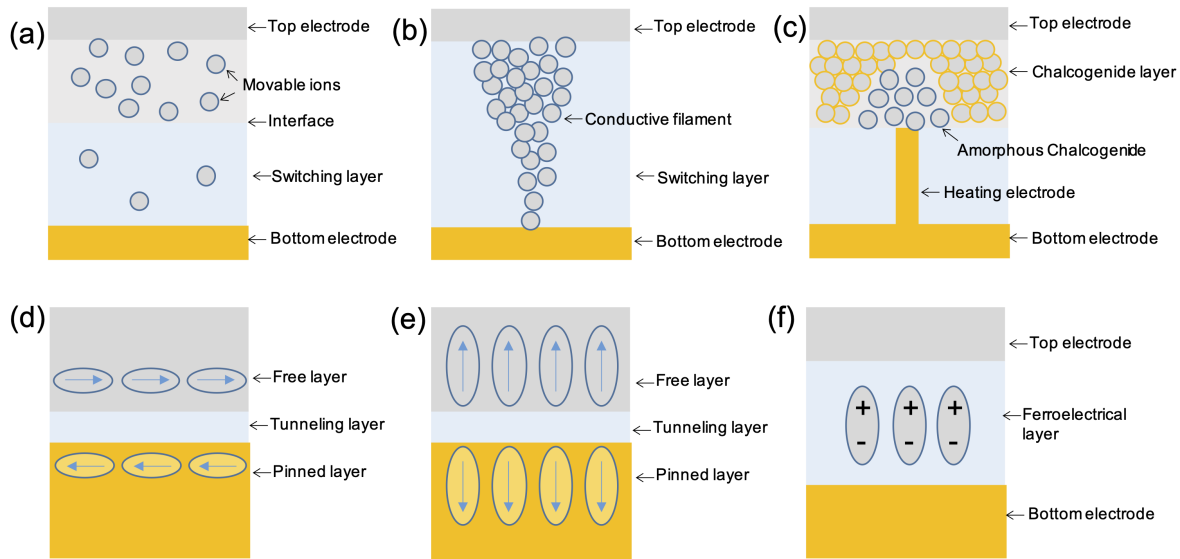 (a)
Top electrode
Movable ions
Interface
Switching layer
Bottom electrode
(b)
Top electrode
Conductive filament
Switching layer
Bottom electrode
(c)
Top electrode
Chalcogenide layer
Amorphous Chalcogenide
Heating electrode
Bottom electrode
(d)
Free layer
Tunneling layer
Pinned layer
(e)
Free layer
Tunneling layer
Pinned layer
(f)
Top electrode
+ + +
- - -
Ferroelectrical
layer
Bottom electrode